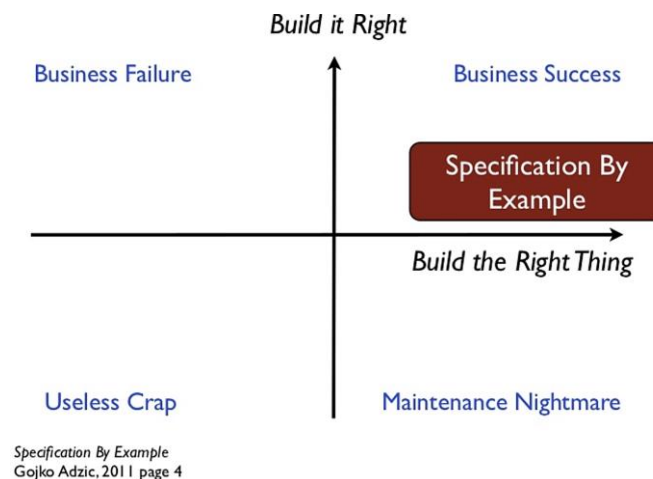 Build it Right
Business Failure
Business Success
Specification By
Example
Build the Right Thing
Useless Crap
Maintenance Nightmare
Specification By Example
Gojko Adzic, 2011 page 4